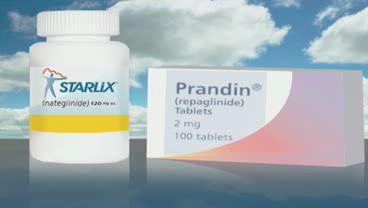 STARLIX
(nateglinide) 120 mg
Prandin®
(repaglinide)
Tablets
2 mg
100 tablets